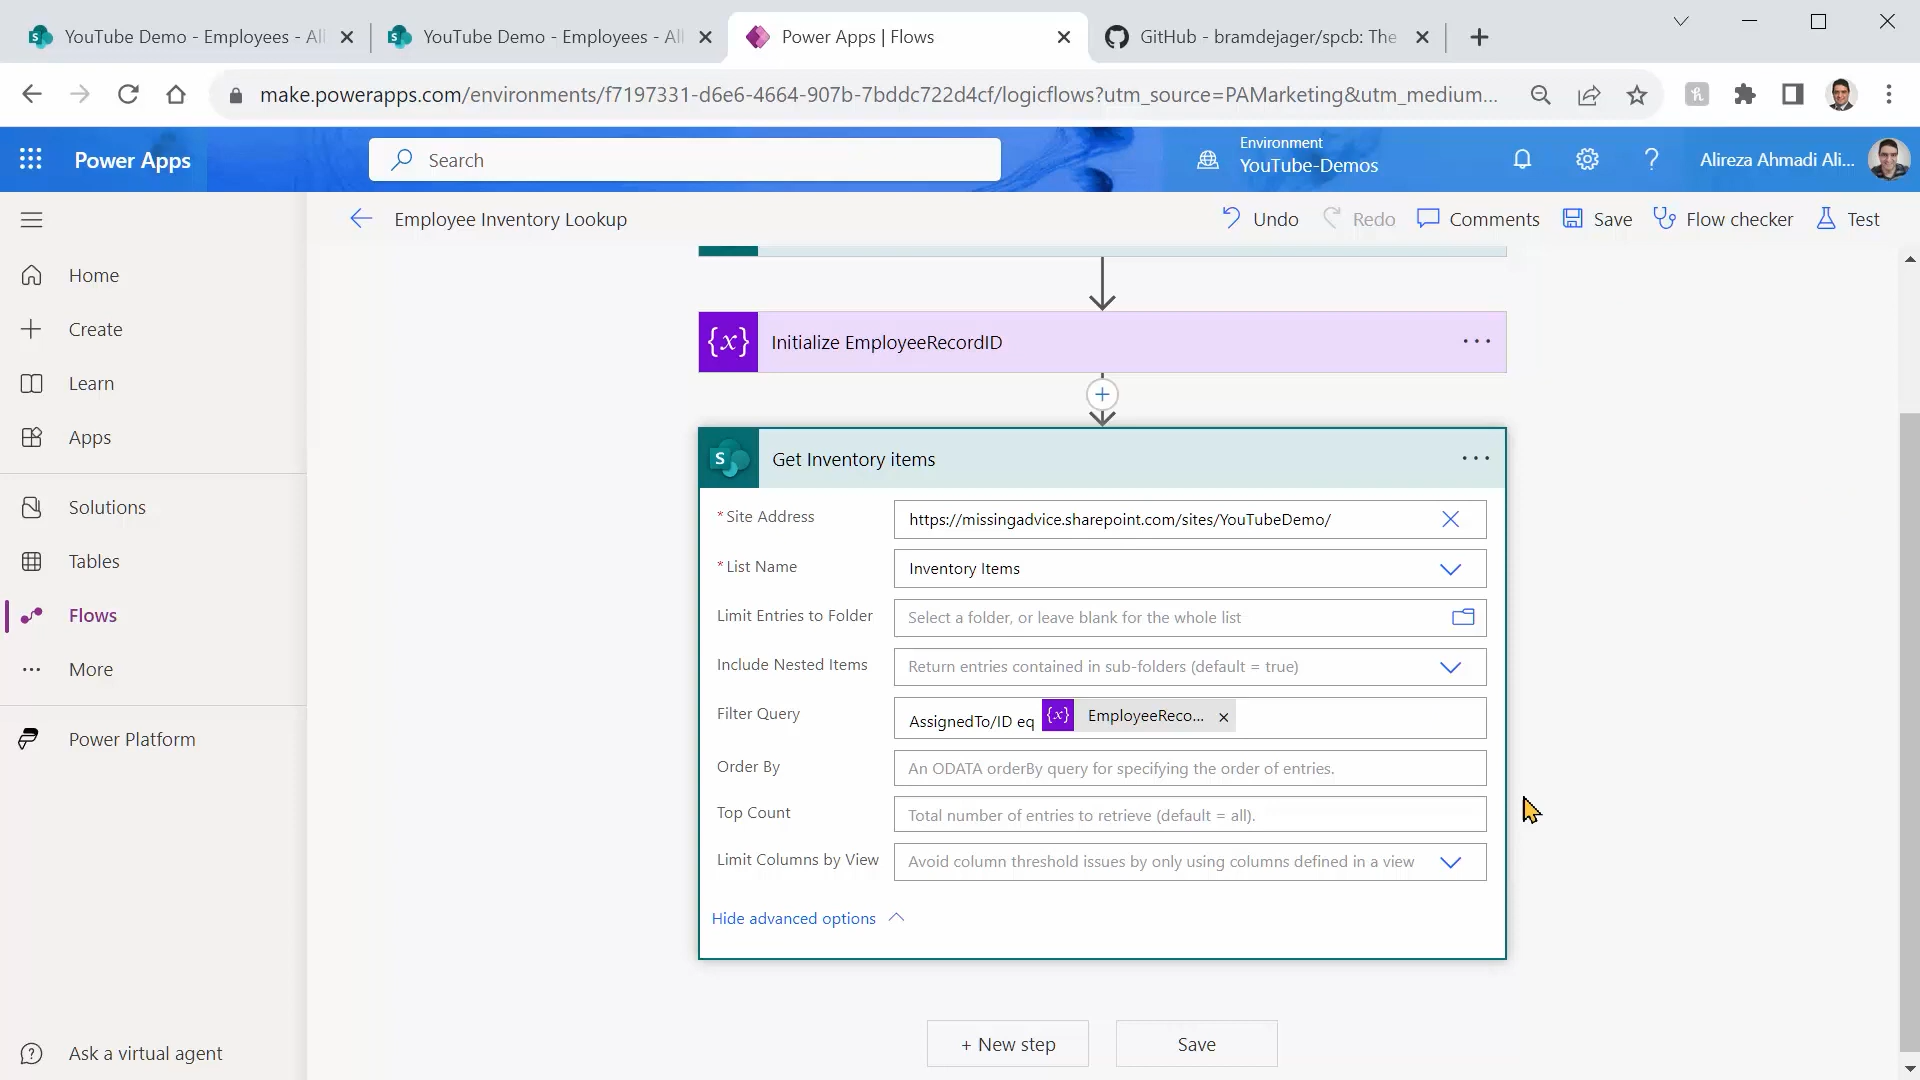 YouTube Demo - Employees - All
YouTube Demo - Employees - All
Power Apps | Flows
GitHub - bramdejager/spcb: The
make.powerapps.com/environments/f7197331-d6e6-4664-907b-7bddc722d4cf/logicflows?utm_source=PAMarketing&utm_medium...
Power Apps
Search
Environment
YouTube-Demos
Alireza Ahmadi Ali...
Employee Inventory Lookup
Undo
Redo
Comments
Save
Flow checker
Test
Home
Create
Learn
Apps
Solutions
Tables
Flows
More
Power Platform
Ask a virtual agent
{x} Initialize EmployeeRecordID
S Get Inventory items
* Site Address
https://missingadvice.sharepoint.com/sites/YouTubeDemo/
* List Name
Inventory Items
Limit Entries to Folder
Select a folder, or leave blank for the whole list
Include Nested Items
Return entries contained in sub-folders (default = true)
Filter Query
AssignedTo/ID eq {x} EmployeeReco... ×
Order By
An ODATA orderBy query for specifying the order of entries.
Top Count
Total number of entries to retrieve (default = all).
Limit Columns by View
Avoid column threshold issues by only using columns defined in a view
Hide advanced options
+ New step
Save